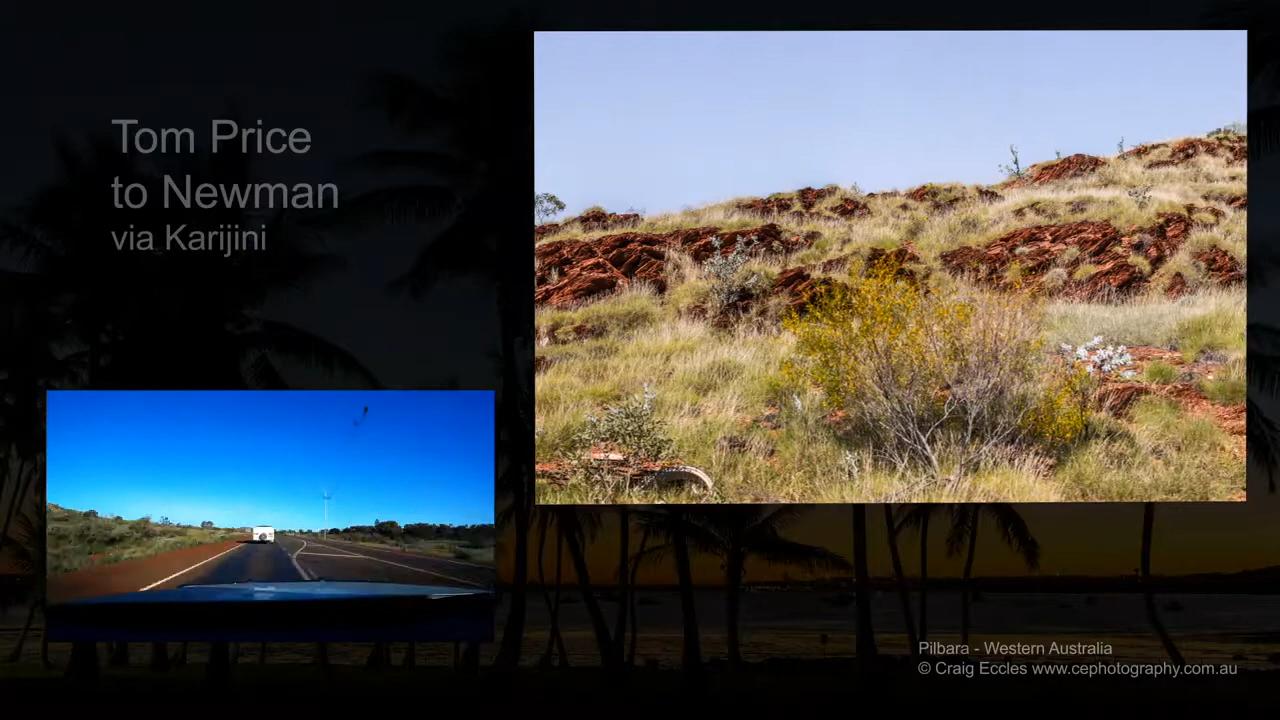 Tom Price
to Newman
via Karijini
Pilbara - Western Australia
© Craig Eccles www.cephotography.com.au